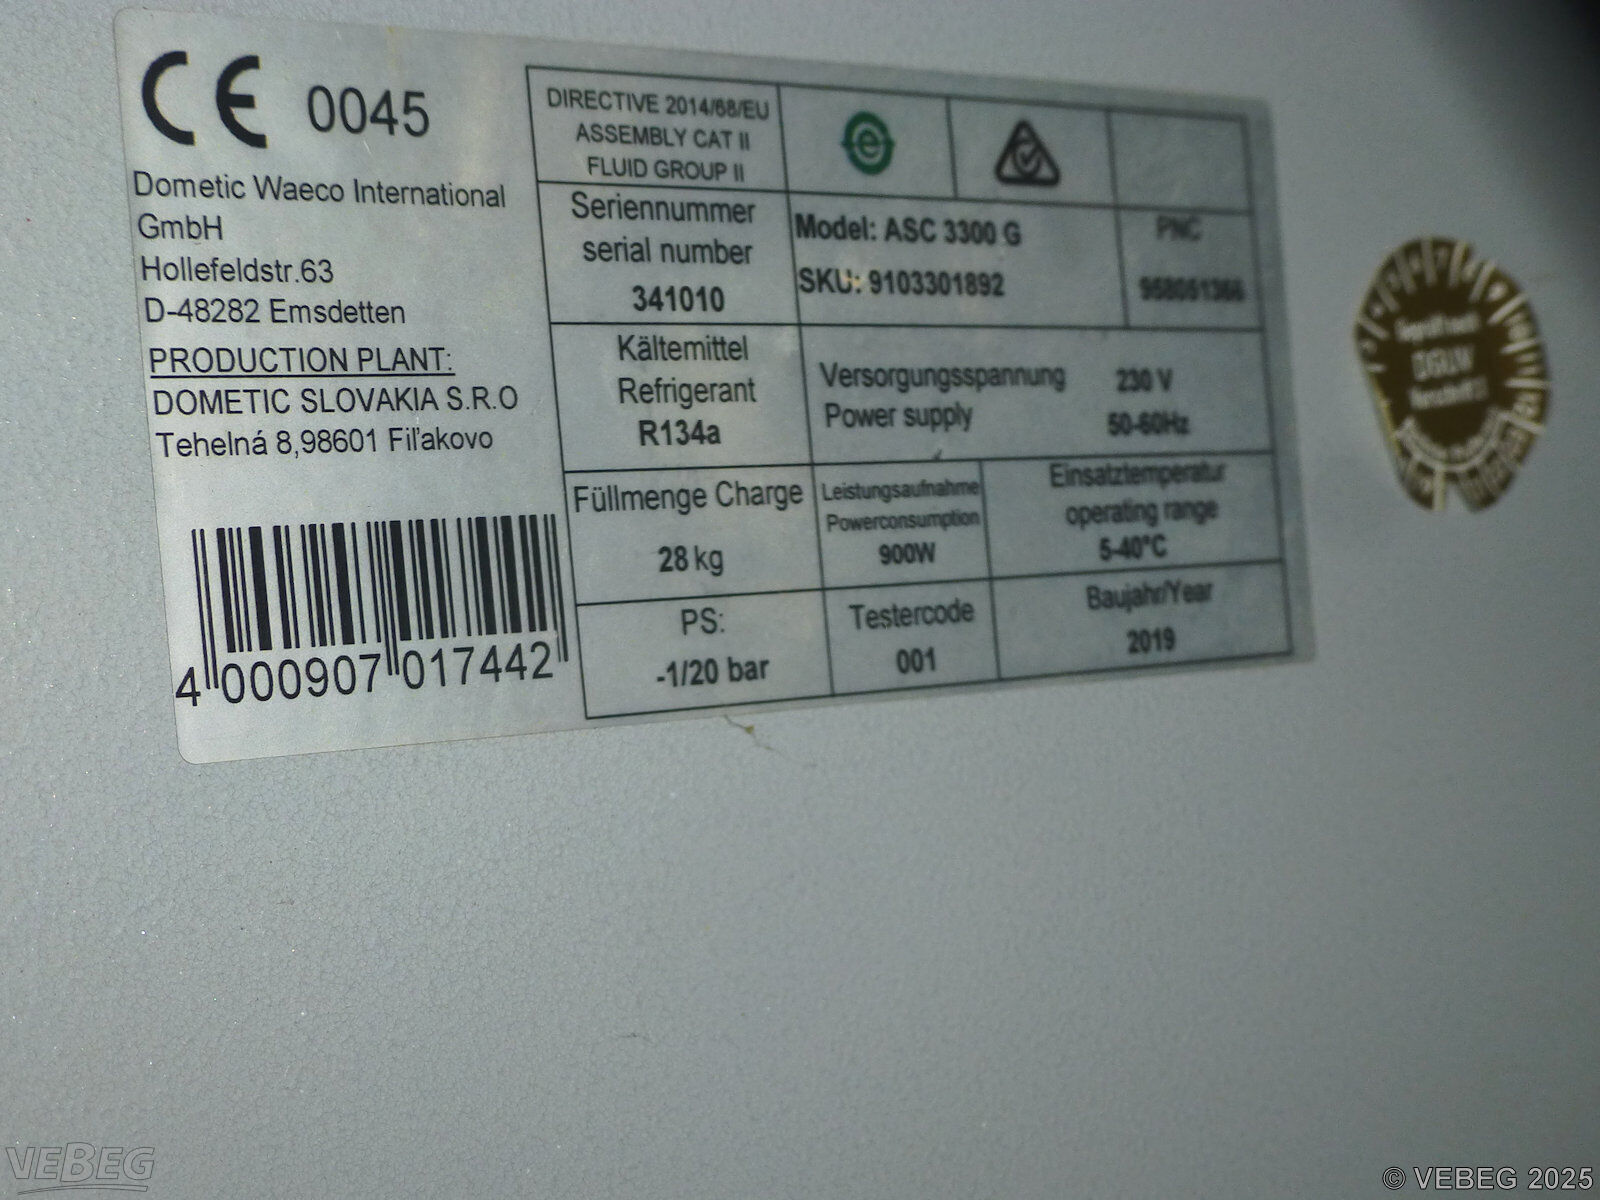 CE 0045
Dometic Waeco International
GmbH
Hollefeldstr.63
D-48282 Emsdetten
PRODUCTION PLANT:
DOMETIC SLOVAKIA S.R.O
Tehelná 8,98601 Fiľakovo
4 000907 017442
DIRECTIVE 2014/68/EU
ASSEMBLY CAT II
FLUID GROUP II
e
Seriennummer
serial number
341010
Model: ASC 3300 G
SKU: 9103301892
PNC
Kältemittel
Refrigerant
R134a
Versorgungsspannung 230 V
Power supply 50-60Hz
Füllmenge Charge
28 kg
Leistungsaufnahme
Powerconsumption
900W
Einsatztemperatur
operating range
5-40°C
PS:
-1/20 bar
Testercode
001
Baujahr/Year
2019
VEBEG
© VEBEG 2025